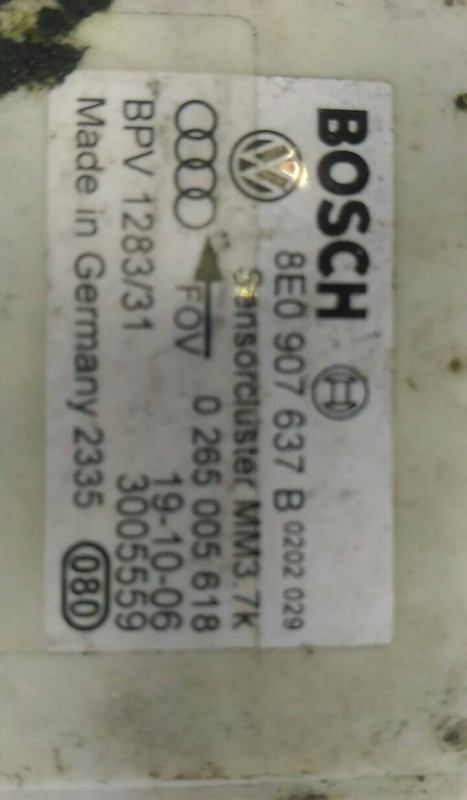 BOSCH
8E0 907 637 B 0202 029
Sensorcluster MM3.7k
FOV 0 265 005 618
19-10-06
BPV 1283/31 3005559
Made in Germany 2335 080